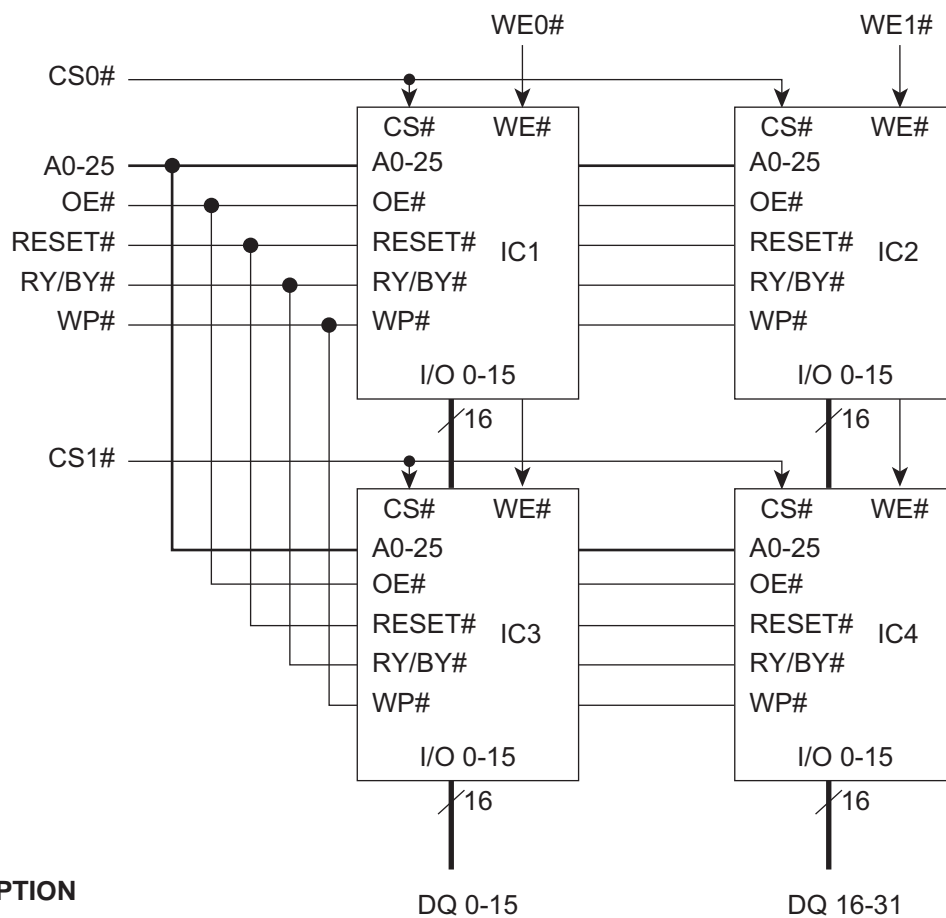 WE0# WE1#
CS0#
CS# WE# CS# WE#
A0-25 A0-25 A0-25
OE# OE# OE#
RESET# RESET# RESET#
IC1 IC2
RY/BY# RY/BY# RY/BY#
WP# WP# WP#
I/O 0-15 I/O 0-15
16 16
CS1#
CS# WE# CS# WE#
A0-25 A0-25
OE# OE#
RESET# RESET#
IC3 IC4
RY/BY# RY/BY#
WP# WP#
I/O 0-15 I/O 0-15
16 16
PTION
DQ 0-15 DQ 16-31